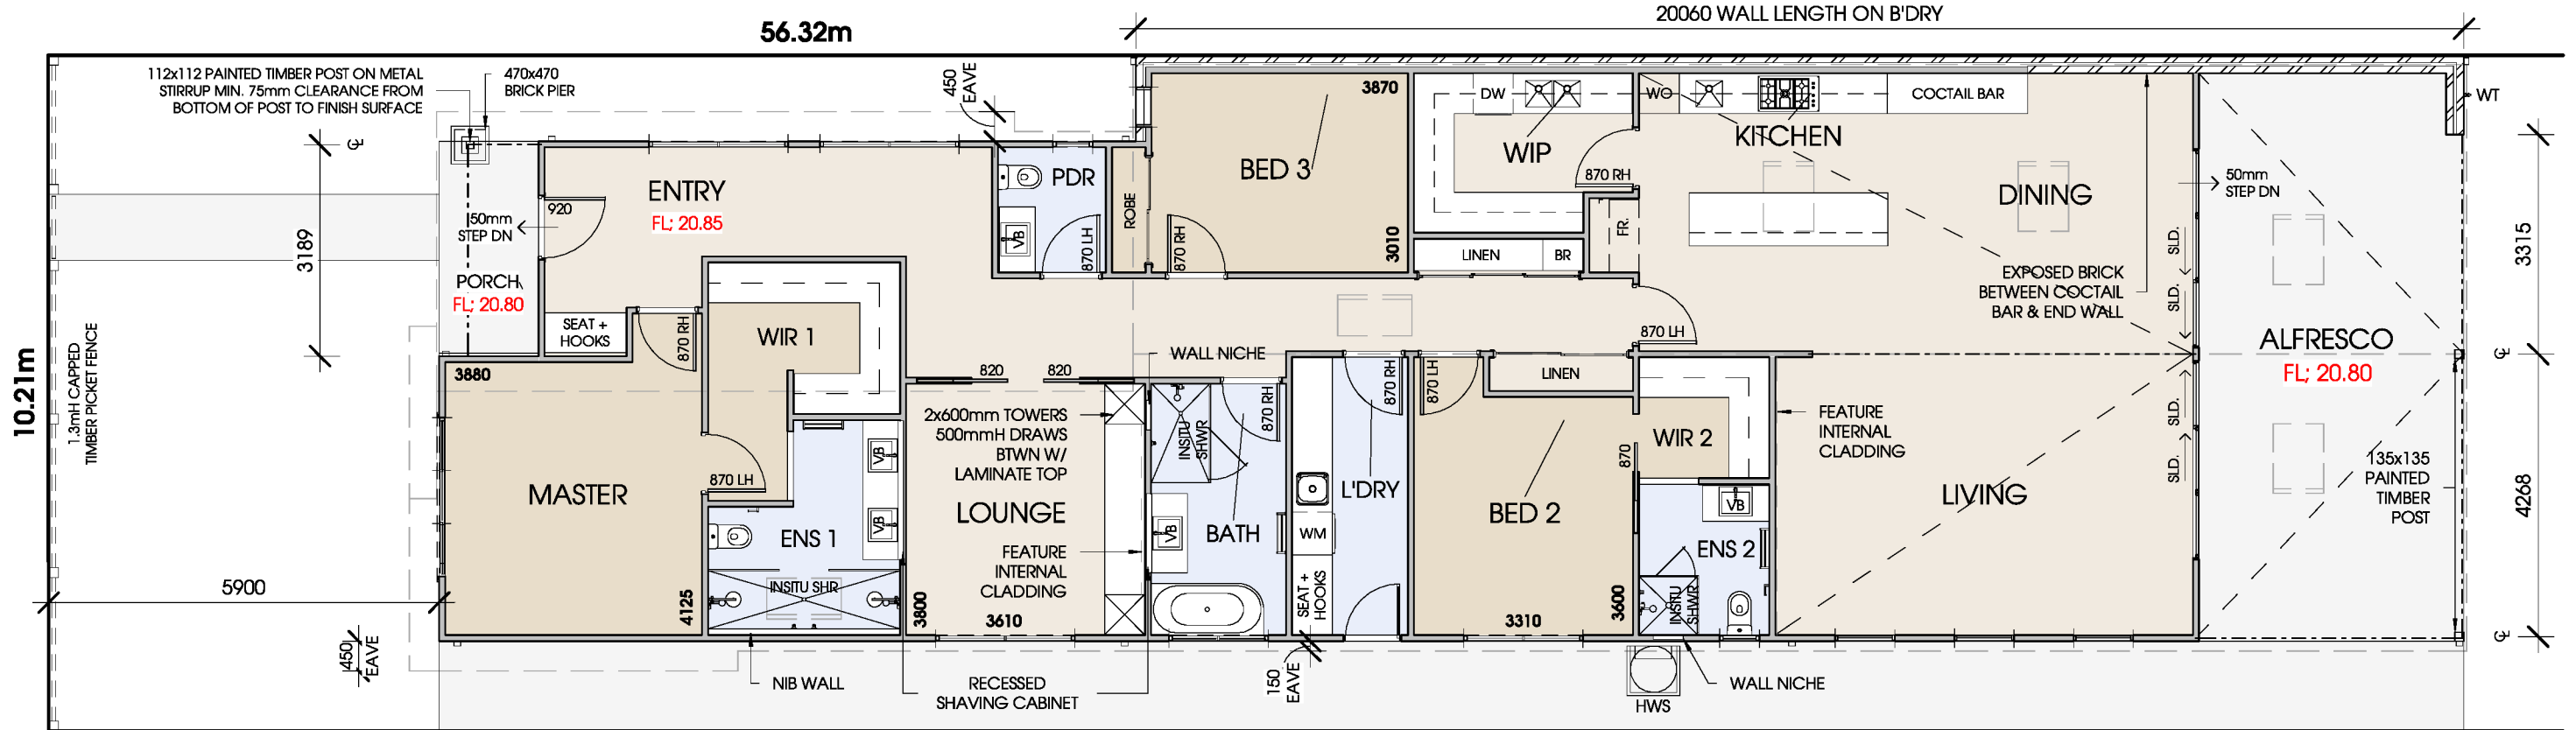 56.32m
20060 WALL LENGTH ON B'DRY
112x112 PAINTED TIMBER POST ON METAL
STIRRUP MIN. 75mm CLEARANCE FROM
BOTTOM OF POST TO FINISH SURFACE
470x470
BRICK PIER
450
EAVE
3870
DW
WO
COCTAIL BAR
WT
KITCHEN
WIP
BED 3
PDR
ENTRY
FL; 20.85
920
50mm
STEP DN
870 RH
DINING
50mm
STEP DN
ROBE
VB
870 LH
870 RH
3010
FR.
SLD.
3189
3315
LINEN
BR
PORCH
FL; 20.80
EXPOSED BRICK
BETWEEN COCTAIL
BAR & END WALL
SLD.
SEAT +
HOOKS
870 RH
WIR 1
870 LH
ALFRESCO
FL; 20.80
10.21m
1.3mH CAPPED
TIMBER PICKET FENCE
3880
WALL NICHE
820
820
LINEN
870 RH
870 LH
2x600mm TOWERS
500mmH DRAWS
BTWN W/
LAMINATE TOP
INSITU
SHWR
870 RH
FEATURE
INTERNAL
CLADDING
SLD.
WIR 2
870
SLD.
135x135
PAINTED
TIMBER
POST
VB
870 LH
MASTER
LOUNGE
L'DRY
BED 2
LIVING
4268
VB
VB
VB
ENS 1
BATH
WM
ENS 2
FEATURE
INTERNAL
CLADDING
5900
INSITU SHR
4125
3800
3610
SEAT +
HOOKS
3310
3600
INSITU
SHWR
450
EAVE
NIB WALL
RECESSED
SHAVING CABINET
150
EAVE
HWS
WALL NICHE